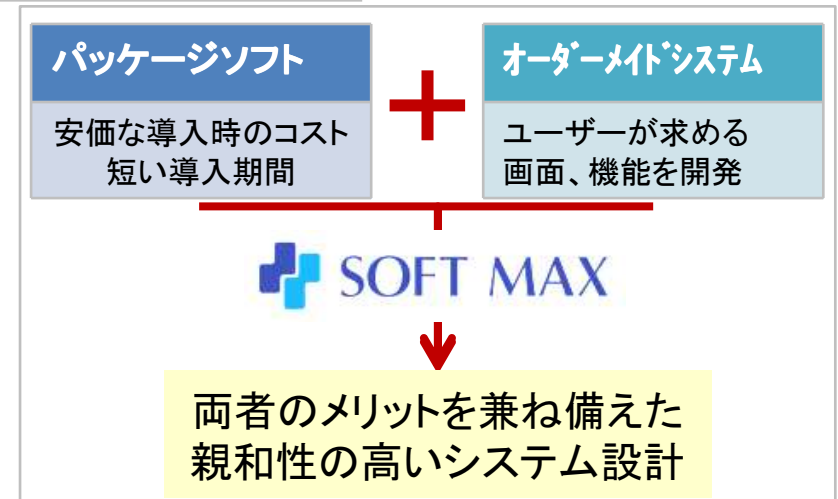 パッケージソフト
安価な導入時のコスト
短い導入期間
オーダーメイドシステム
ユーザーが求める
画面、機能を開発
SOFT MAX
両者のメリットを兼ね備えた
親和性の高いシステム設計